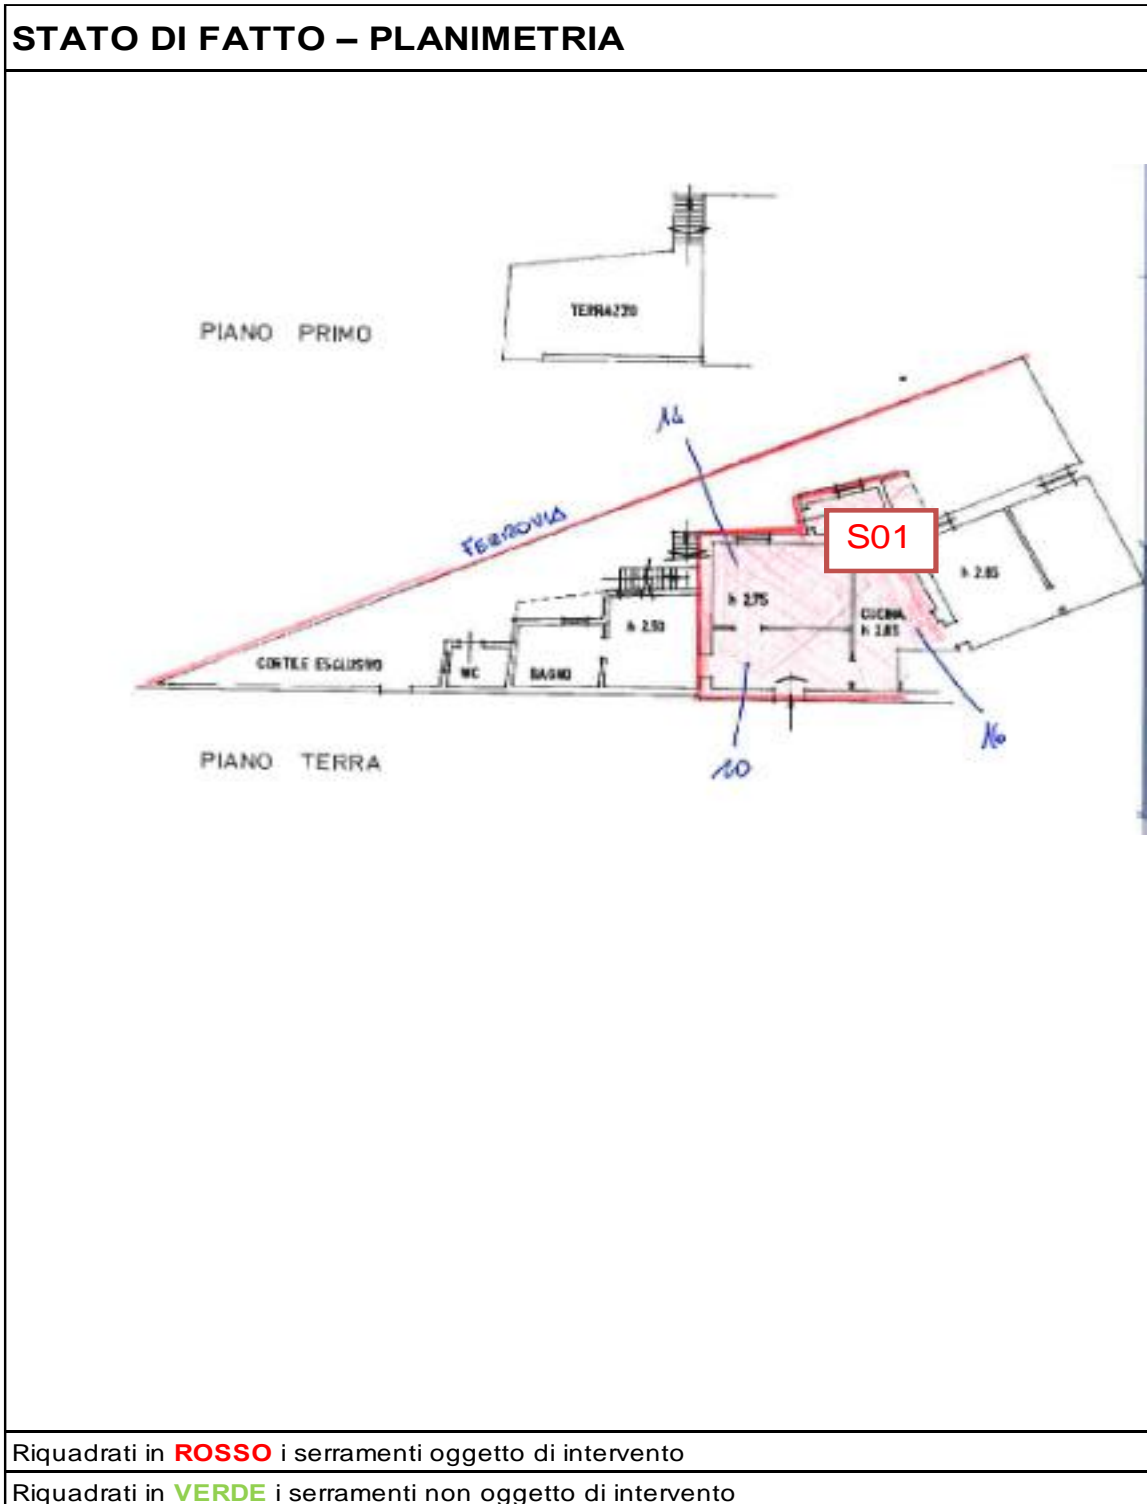 STATO DI FATTO – PLANIMETRIA
TERRAZZO
PIANO PRIMO
14
FERROVIA
S01
h 2.85
h 2.75
CUCINA
h 2.85
h 2.50
CORTILE ESCLUSIVO
WC
BAGNO
10
PIANO TERRA
Riquadrati in ROSSO i serramenti oggetto di intervento
Riquadrati in VERDE i serramenti non oggetto di intervento